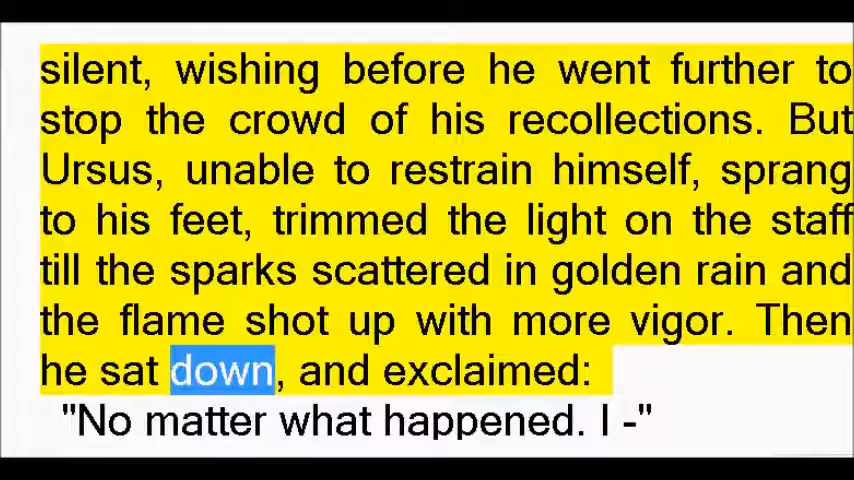 silent, wishing before he went further to
stop the crowd of his recollections. But
Ursus, unable to restrain himself, sprang
to his feet, trimmed the light on the staff
till the sparks scattered in golden rain and
the flame shot up with more vigor. Then
he sat down, and exclaimed:
"No matter what happened. I -"